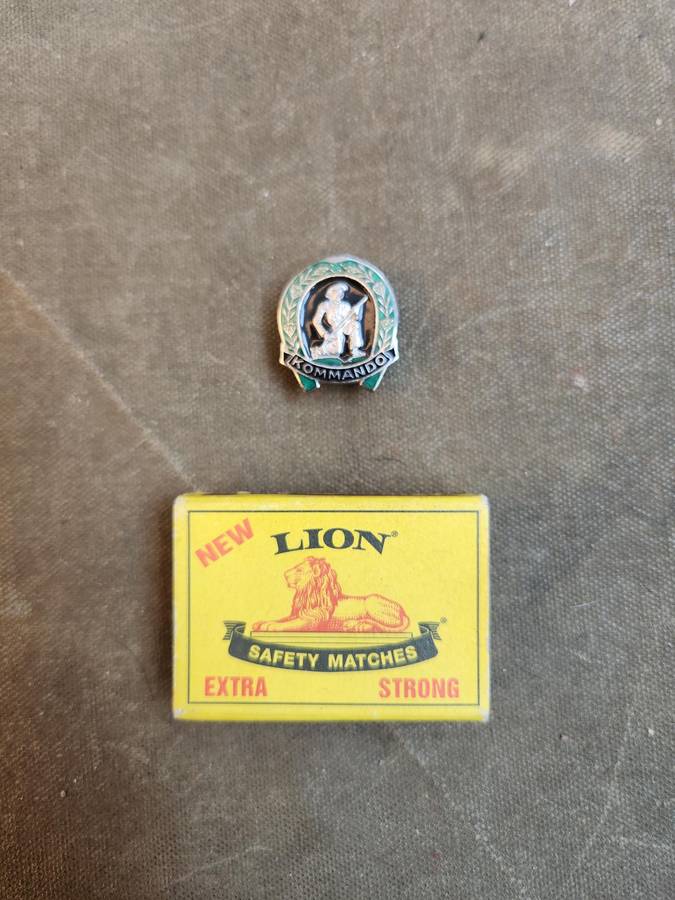 KOMMANDO
NEW
LION®
SAFETY MATCHES ®
EXTRA STRONG